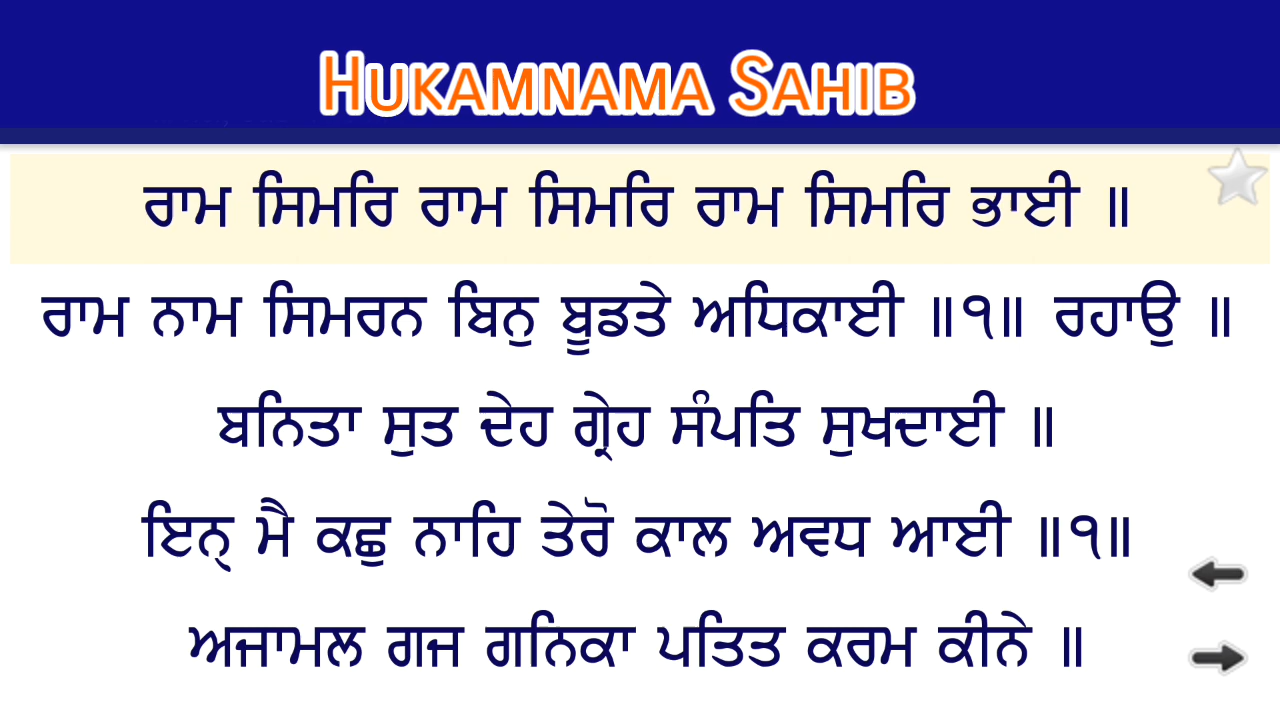 HUKAMNAMA SAHIB
ਰਾਮ ਸਿਮਰਿ ਰਾਮ ਸਿਮਰਿ ਰਾਮ ਸਿਮਰਿ ਭਾਈ ॥
ਰਾਮ ਨਾਮ ਸਿਮਰਨ ਬਿਨੁ ਬੂਡਤੇ ਅਧਿਕਾਈ ॥੧॥ ਰਹਾਉ ॥
ਬਨਿਤਾ ਸੁਤ ਦੇਹ ਗ੍ਰੇਹ ਸੰਪਤਿ ਸੁਖਦਾਈ ॥
ਇਨ੍ ਮੈ ਕਛੁ ਨਾਹਿ ਤੇਰੋ ਕਾਲ ਅਵਧ ਆਈ ॥੧॥
ਅਜਾਮਲ ਗਜ ਗਨਿਕਾ ਪਤਿਤ ਕਰਮ ਕੀਨੇ ॥